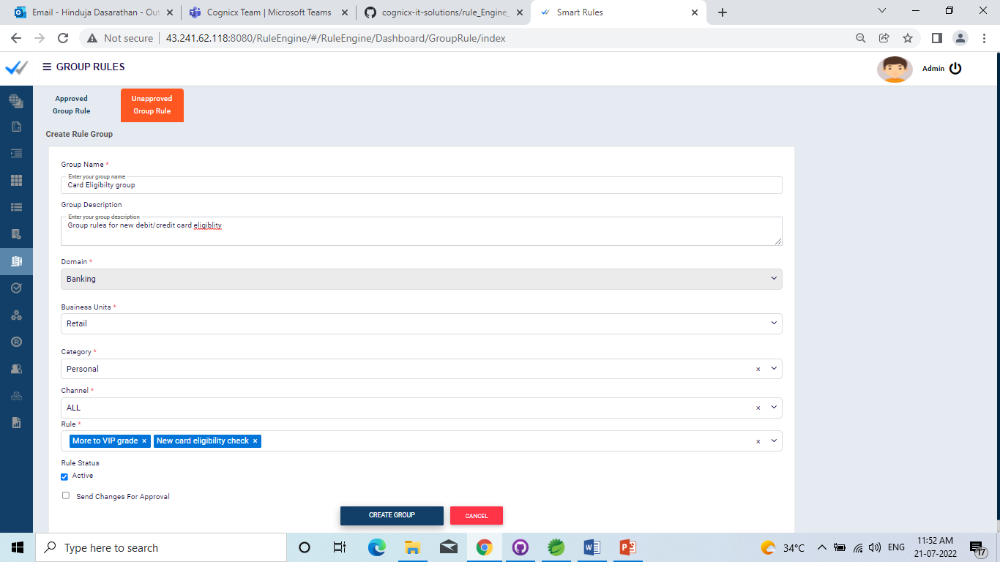 Email - Hinduja Dasarathan - Out
Cognicx Team | Microsoft Teams
cognicx-it-solutions/rule_Engine_
Smart Rules
Not secure
43.241.62.118:8080/RuleEngine/#/RuleEngine/Dashboard/GroupRule/index
GROUP RULES
Admin
Approved
Group Rule
Unapproved
Group Rule
Create Rule Group
Group Name *
Enter your group name
Card Eligibilty group
Group Description
Enter your group description
Group rules for new debit/credit card eligiblity
Domain *
Banking
Business Units *
Retail
Category *
Personal
Channel *
ALL
Rule *
More to VIP grade ×
New card eligibility check ×
Rule Status
Active
Send Changes For Approval
CREATE GROUP
CANCEL
Type here to search
34°C
ENG
11:52 AM
21-07-2022
17